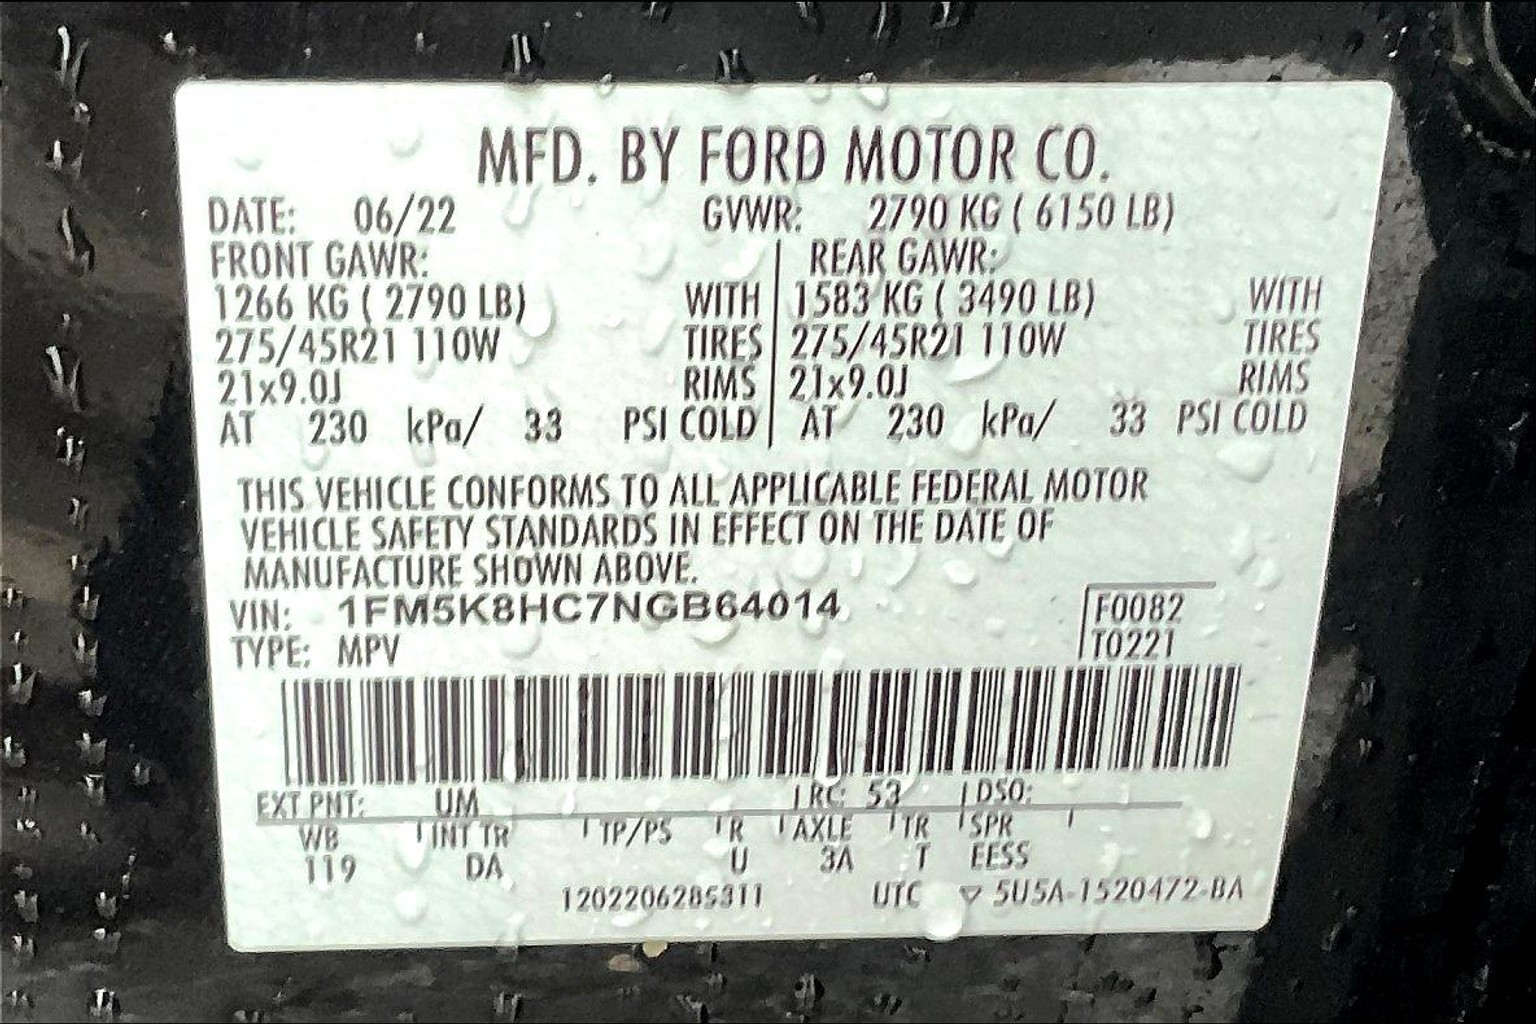 MFD. BY FORD MOTOR CO.
DATE: 06/22 GVWR: 2790 KG ( 6150 LB)
FRONT GAWR: REAR GAWR:
1266 KG ( 2790 LB) WITH 1583 KG ( 3490 LB) WITH
275/45R21 110W TIRES 275/45R21 110W TIRES
21x9.0J RIMS 21x9.0J RIMS
AT 230 kPa/ 33 PSI COLD AT 230 kPa/ 33 PSI COLD
THIS VEHICLE CONFORMS TO ALL APPLICABLE FEDERAL MOTOR
VEHICLE SAFETY STANDARDS IN EFFECT ON THE DATE OF
MANUFACTURE SHOWN ABOVE.
VIN: 1FM5K8HC7NGB64014 F0082
TYPE: MPV T0221
EXT PNT: UM RC: 53 DSO:
WB INT TR TP/PS R AXLE TR SPR
119 DA U 3A T EESS
1202206285311 UTC ▽ 5U5A-1520472-BA